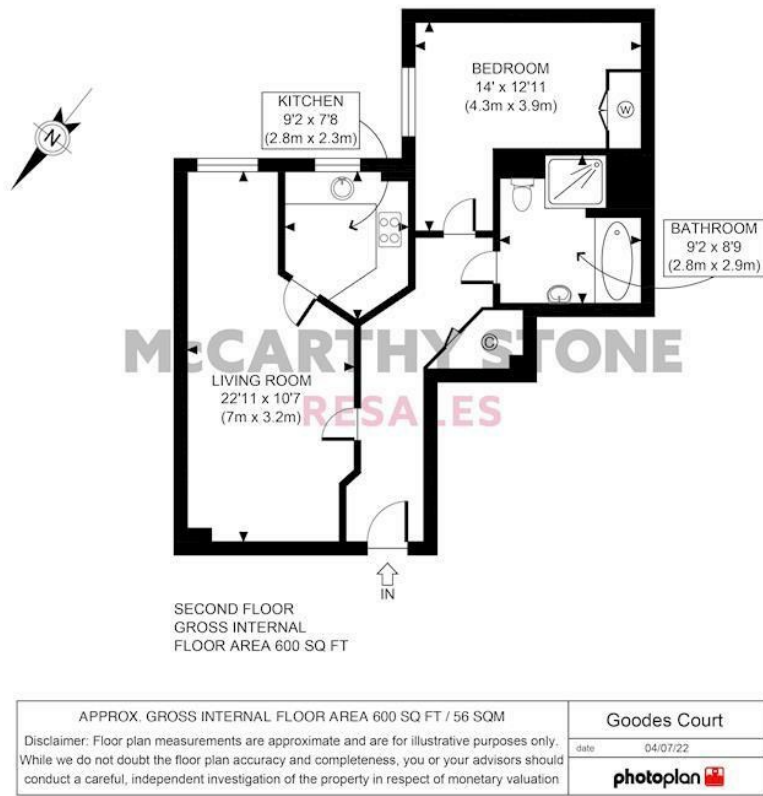 BEDROOM
14' x 12'11
(4.3m x 3.9m)
W
KITCHEN
9'2 x 7'8
(2.8m x 2.3m)
N
BATHROOM
9'2 x 8'9
(2.8m x 2.9m)
C
McCARTHY STONE
RESALES
LIVING ROOM
22'11 x 10'7
(7m x 3.2m)
IN
SECOND FLOOR
GROSS INTERNAL
FLOOR AREA 600 SQ FT
APPROX. GROSS INTERNAL FLOOR AREA 600 SQ FT / 56 SQM
Disclaimer: Floor plan measurements are approximate and are for illustrative purposes only.
While we do not doubt the floor plan accuracy and completeness, you or your advisors should
conduct a careful, independent investigation of the property in respect of monetary valuation
Goodes Court
date 04/07/22
photoplan